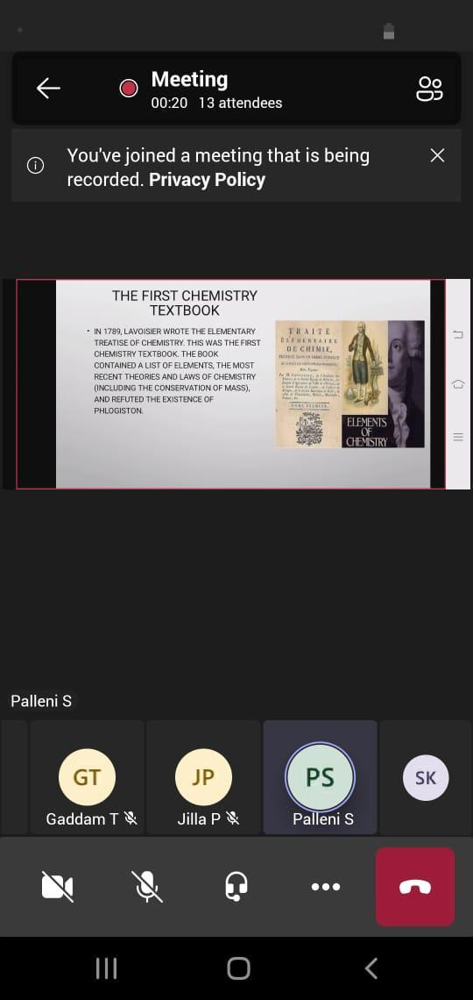 Meeting
00:20 13 attendees
You've joined a meeting that is being
recorded. Privacy Policy
THE FIRST CHEMISTRY
TEXTBOOK
• IN 1789, LAVOISIER WROTE THE ELEMENTARY
TREATISE OF CHEMISTRY. THIS WAS THE FIRST
CHEMISTRY TEXTBOOK. THE BOOK
CONTAINED A LIST OF ELEMENTS, THE MOST
RECENT THEORIES AND LAWS OF CHEMISTRY
(INCLUDING THE CONSERVATION OF MASS),
AND REFUTED THE EXISTENCE OF
PHLOGISTON.
TRAITÉ
ÉLÉMENTAIRE
DE CHIMIE,
TOME PREMIER.
ELEMENTS
OF
CHEMISTRY
Palleni S
GT
Gaddam T
JP
Jilla P
PS
Palleni S
SK